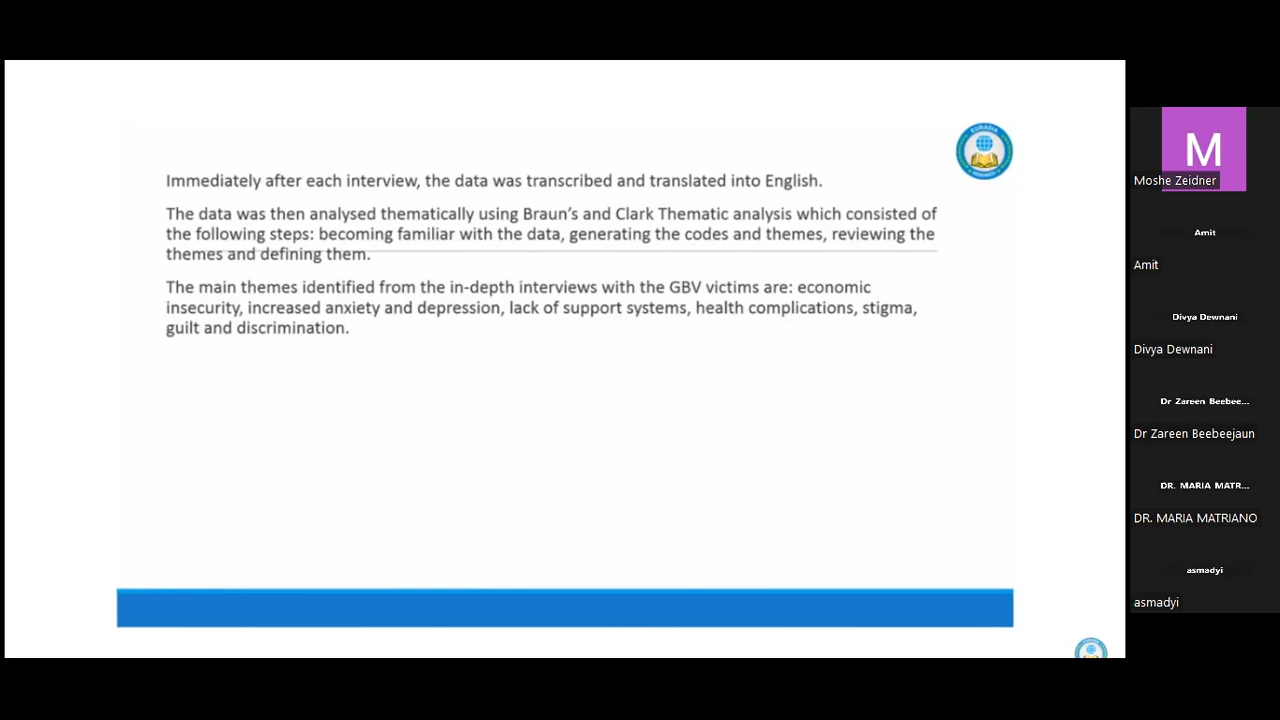 EURASIA
RESEARCH
Immediately after each interview, the data was transcribed and translated into English.
The data was then analysed thematically using Braun's and Clark Thematic analysis which consisted of
the following steps: becoming familiar with the data, generating the codes and themes, reviewing the
themes and defining them.
The main themes identified from the in-depth interviews with the GBV victims are: economic
insecurity, increased anxiety and depression, lack of support systems, health complications, stigma,
guilt and discrimination.
M
Moshe Zeidner
Amit
Amit
Divya Dewnani
Divya Dewnani
Dr Zareen Beebee...
Dr Zareen Beebeejaun
DR. MARIA MATR...
DR. MARIA MATRIANO
asmadyi
asmadyi